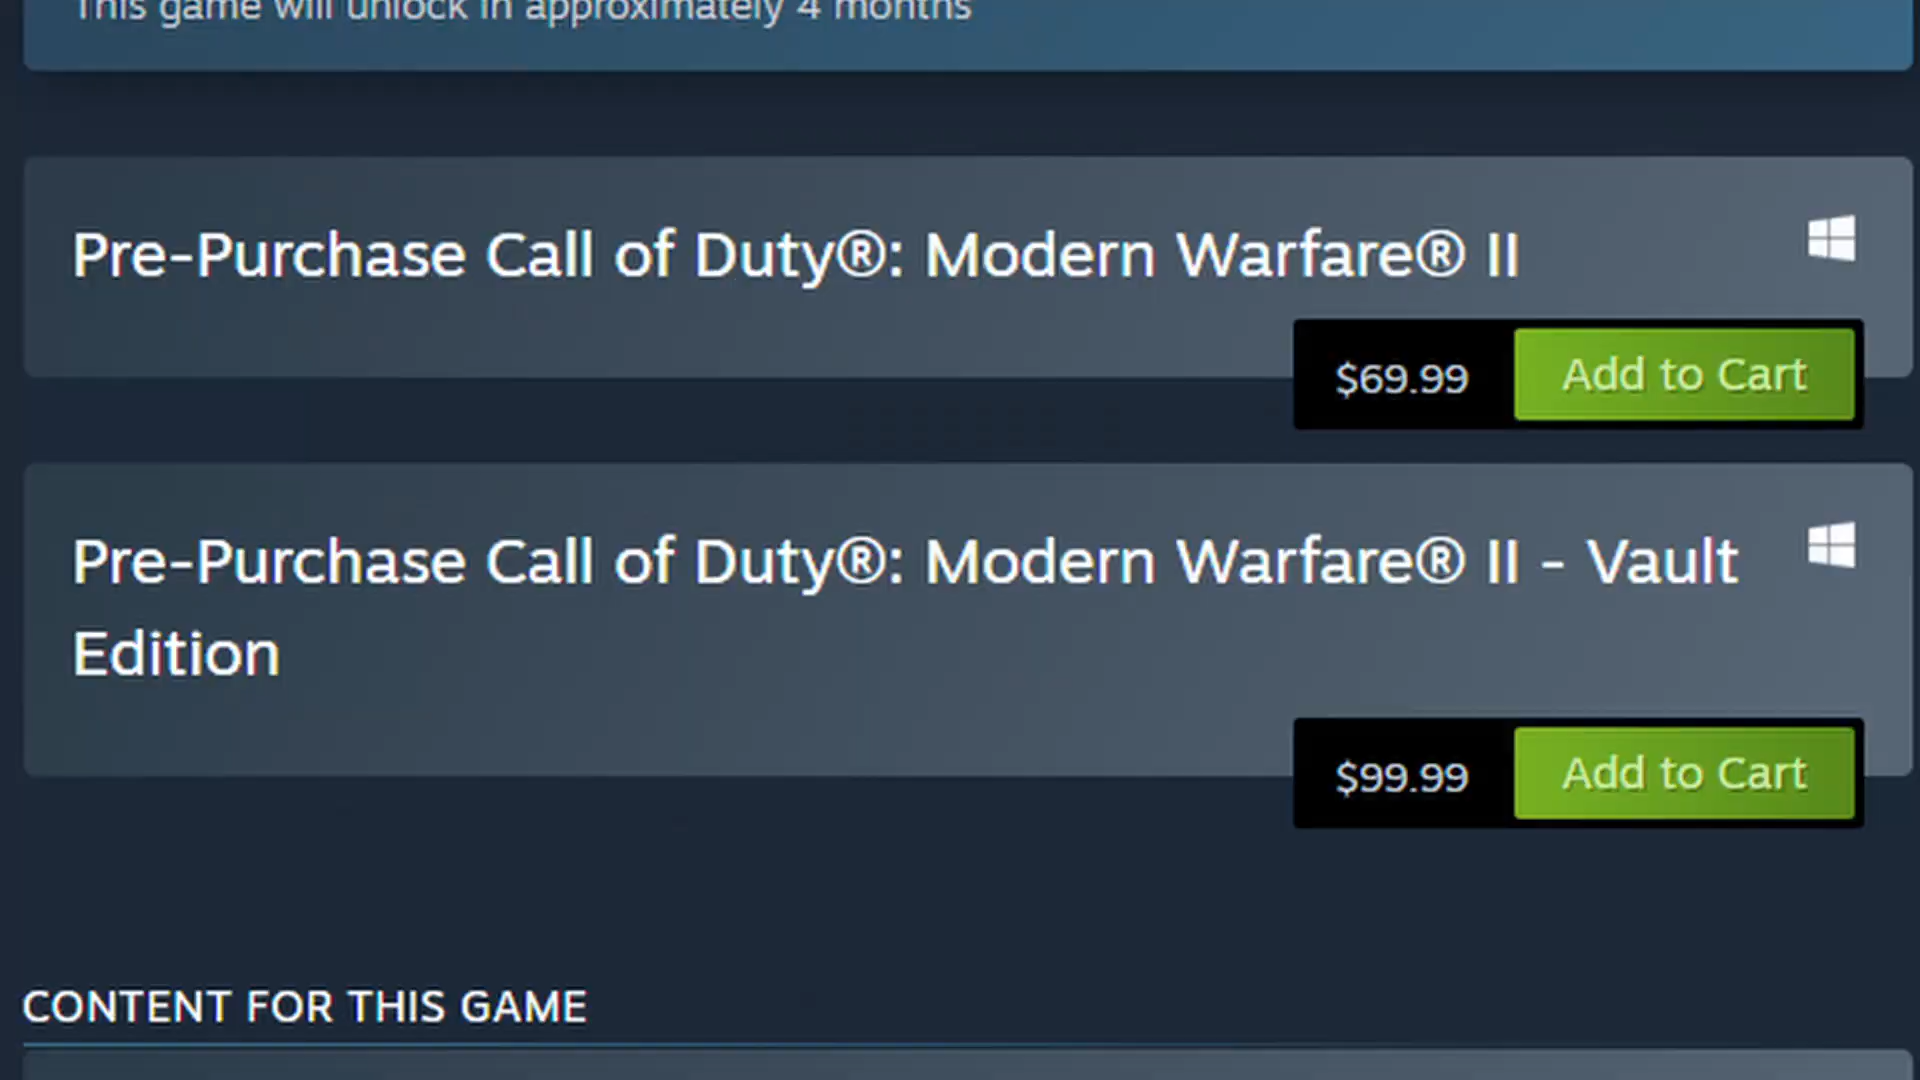 This game will unlock in approximately 4 months
Pre-Purchase Call of Duty®: Modern Warfare® II
$69.99 Add to Cart
Pre-Purchase Call of Duty®: Modern Warfare® II - Vault
Edition
$99.99 Add to Cart
CONTENT FOR THIS GAME